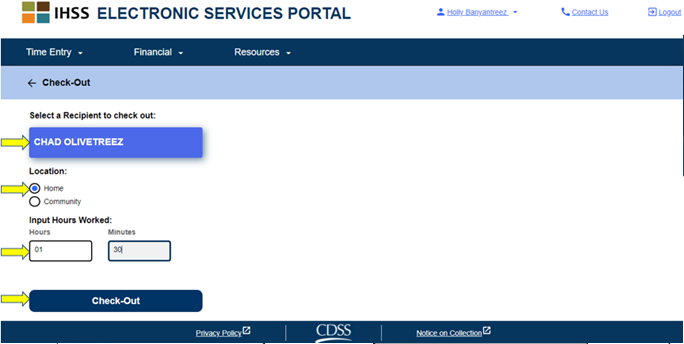 IHSS ELECTRONIC SERVICES PORTAL Holly Banyantreez Contact Us Logout
Time Entry Financial Resources
Check-Out
Select a Recipient to check out:
CHAD OLIVETREEZ
Location:
Home
Community
Input Hours Worked:
Hours Minutes
01 30
Check-Out
Privacy Policy CDSS Notice on Collection